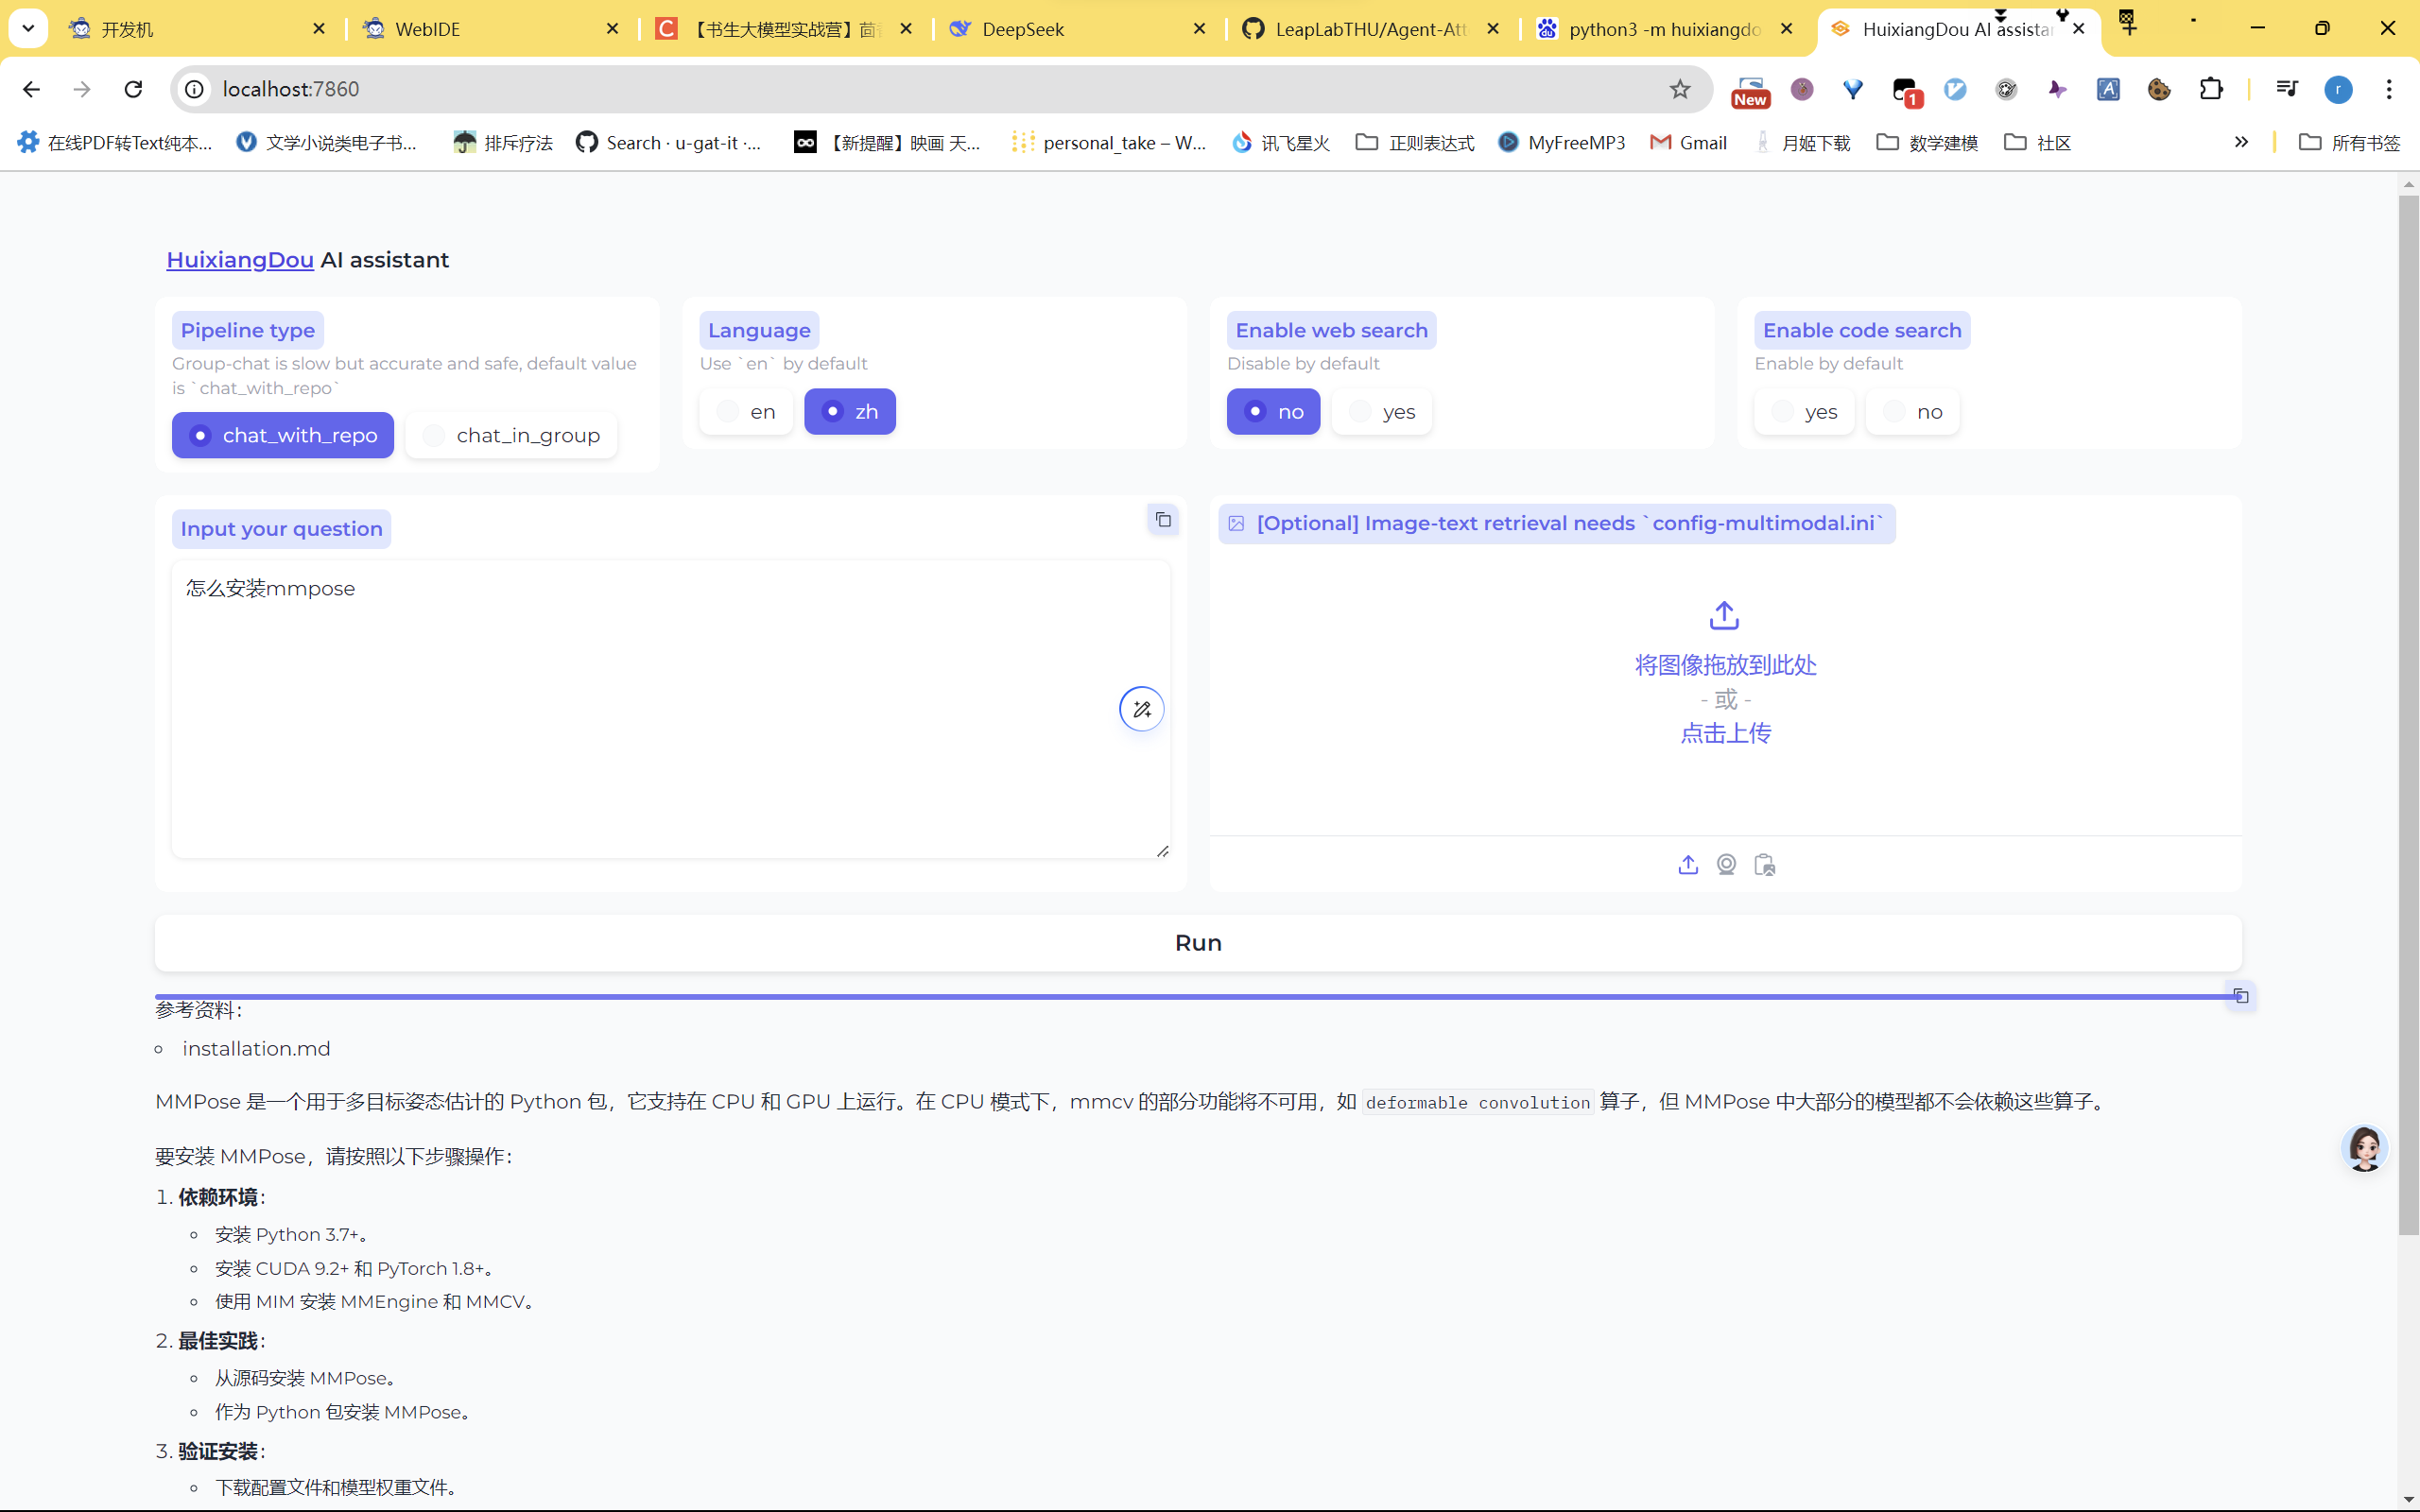 开发机
WebIDE
【书生大模型实战营】茴
DeepSeek
LeapLabTHU/Agent-Att
python3 -m huixiangdo
HuixiangDou AI assistan
localhost:7860
New
1
r
在线PDF转Text纯本...
文学小说类电子书...
排斥疗法
Search · u-gat-it ·...
【新提醒】映画 天...
personal_take – W...
讯飞星火
正则表达式
MyFreeMP3
Gmail
月姬下载
数学建模
社区
所有书签
HuixiangDou AI assistant
Pipeline type
Group-chat is slow but accurate and safe, default value
is `chat_with_repo`
chat_with_repo
chat_in_group
Language
Use `en` by default
en
zh
Enable web search
Disable by default
no
yes
Enable code search
Enable by default
yes
no
Input your question
怎么安装mmpose
[Optional] Image-text retrieval needs `config-multimodal.ini`
将图像拖放到此处
- 或 -
点击上传
Run
参考资料：
installation.md
MMPose 是一个用于多目标姿态估计的 Python 包，它支持在 CPU 和 GPU 上运行。在 CPU 模式下，mmcv 的部分功能将不可用，如 deformable convolution 算子，但 MMPose 中大部分的模型都不会依赖这些算子。
要安装 MMPose，请按照以下步骤操作：
1. 依赖环境：
安装 Python 3.7+。
安装 CUDA 9.2+ 和 PyTorch 1.8+。
使用 MIM 安装 MMEngine 和 MMCV。
2. 最佳实践：
从源码安装 MMPose。
作为 Python 包安装 MMPose。
3. 验证安装：
下载配置文件和模型权重文件。